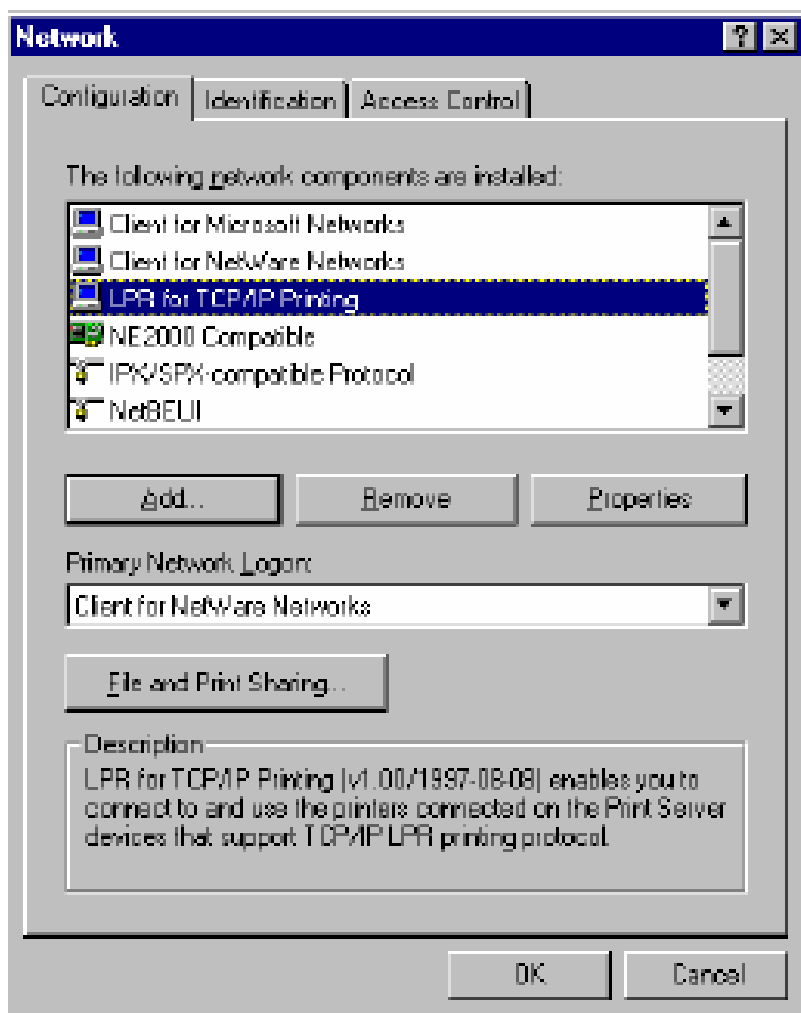 Network
Configuration Identification Access Control
The following network components are installed:
Client for Microsoft Networks
Client for NetWare Networks
LPR for TCP/IP Printing
NE2000 Compatible
IPX/SPX-compatible Protocol
NetBEUI
Add... Remove Properties
Primary Network Logon:
Client for NetWare Networks
File and Print Sharing...
Description
LPR for TCP/IP Printing (v1.00/1997-08-08) enables you to
connect to and use the printers connected on the Print Server
devices that support TCP/IP LPR printing protocol.
OK Cancel